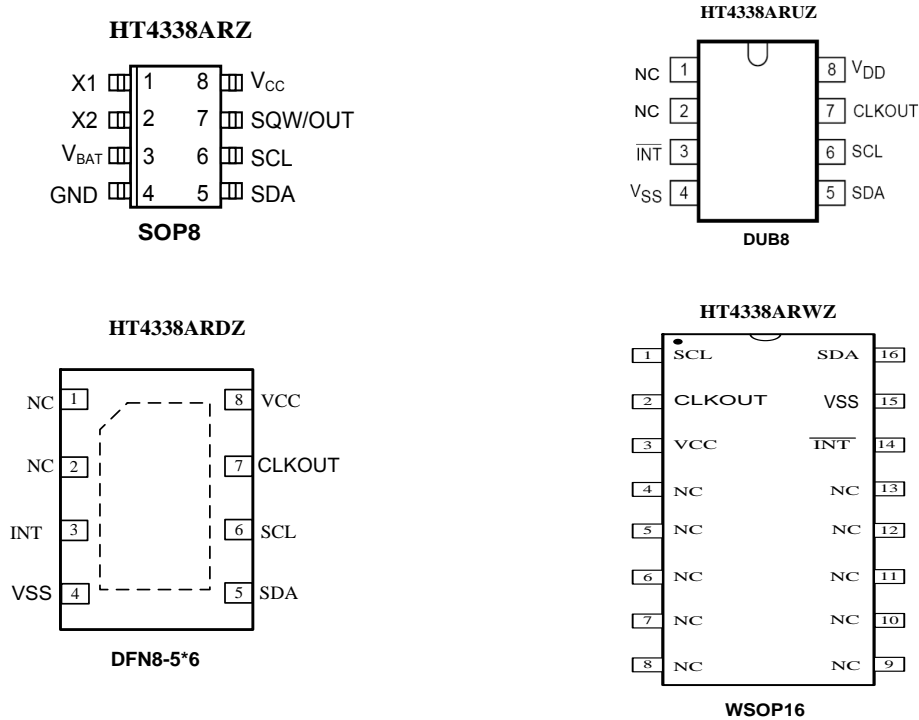 HT4338ARZ
X1 1 8 VCC
X2 2 7 SQW/OUT
VBAT 3 6 SCL
GND 4 5 SDA
SOP8
HT4338ARUZ
NC 1 8 VDD
NC 2 7 CLKOUT
INT 3 6 SCL
VSS 4 5 SDA
DUB8
HT4338ARDZ
NC 1 8 VCC
NC 2 7 CLKOUT
INT 3 6 SCL
VSS 4 5 SDA
DFN8-5*6
HT4338ARWZ
1 SCL SDA 16
2 CLKOUT VSS 15
3 VCC INT 14
4 NC NC 13
5 NC NC 12
6 NC NC 11
7 NC NC 10
8 NC NC 9
WSOP16